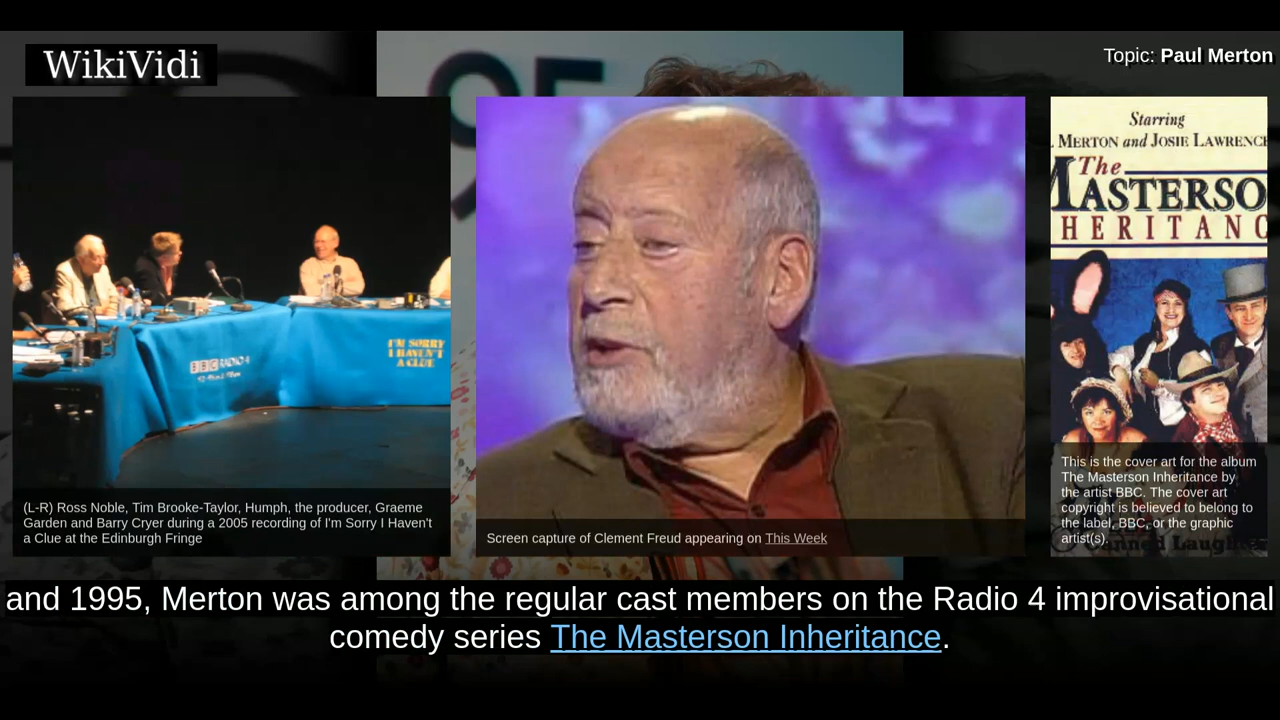 WikiVidi
Topic: Paul Merton
95
Starring
MERTON and JOSIE LAWRENCE
The
MASTERSO
HERITANC
BBC RADIO 4
I'M SORRY
I HAVEN'T
A CLUE
(L-R) Ross Noble, Tim Brooke-Taylor, Humph, the producer, Graeme
Garden and Barry Cryer during a 2005 recording of I'm Sorry I Haven't
a Clue at the Edinburgh Fringe
Screen capture of Clement Freud appearing on This Week
This is the cover art for the album
The Masterson Inheritance by
the artist BBC. The cover art
copyright is believed to belong to
the label, BBC, or the graphic
artist(s).
and 1995, Merton was among the regular cast members on the Radio 4 improvisational
comedy series The Masterson Inheritance.